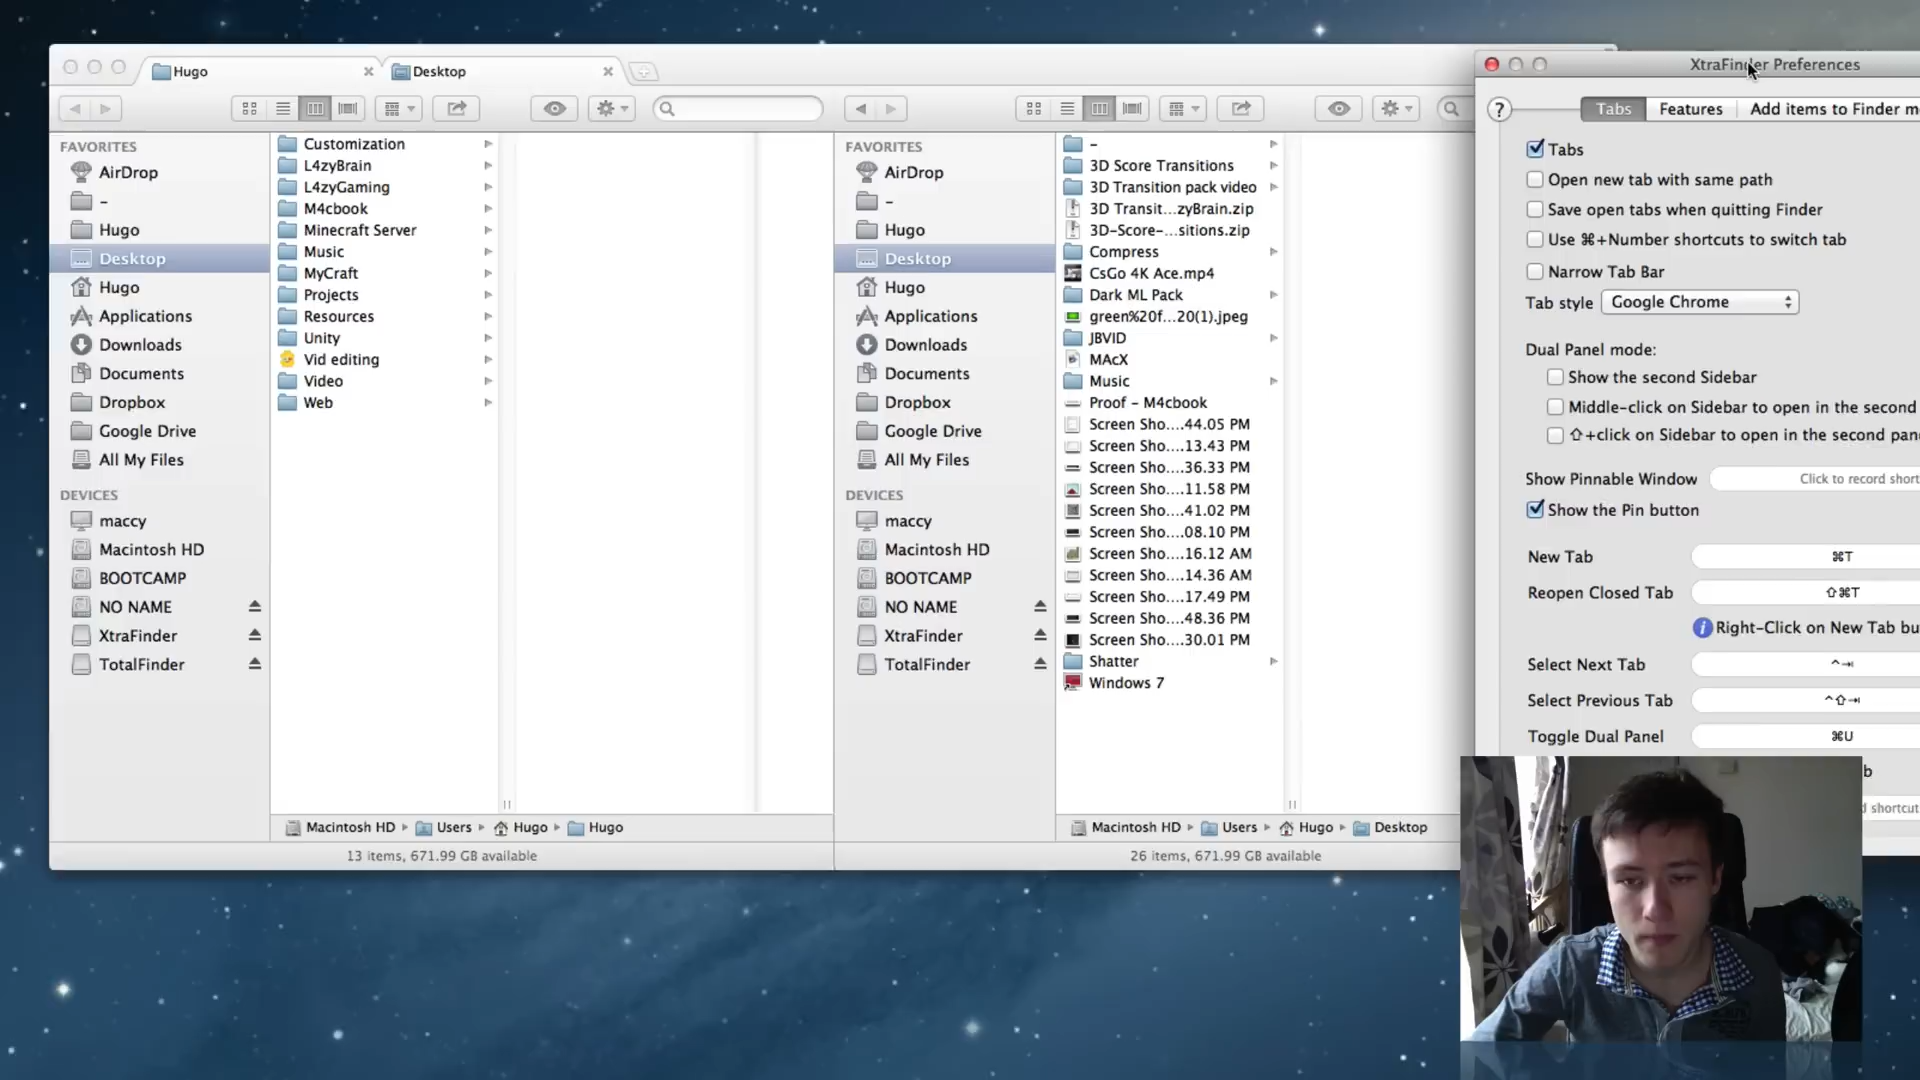 Hugo
Desktop
FAVORITES
AirDrop
-
Hugo
Desktop
Hugo
Applications
Downloads
Documents
Dropbox
Google Drive
All My Files
DEVICES
maccy
Macintosh HD
BOOTCAMP
NO NAME
XtraFinder
TotalFinder
Customization
L4zyBrain
L4zyGaming
M4cbook
Minecraft Server
Music
MyCraft
Projects
Resources
Unity
Vid editing
Video
Web
Macintosh HD Users Hugo Hugo
13 items, 671.99 GB available
FAVORITES
AirDrop
-
Hugo
Desktop
Hugo
Applications
Downloads
Documents
Dropbox
Google Drive
All My Files
DEVICES
maccy
Macintosh HD
BOOTCAMP
NO NAME
XtraFinder
TotalFinder
-
3D Score Transitions
3D Transition pack video
3D Transit...zyBrain.zip
3D-Score-...sitions.zip
Compress
CsGo 4K Ace.mp4
Dark ML Pack
green%20f...20(1).jpeg
JBVID
MAcX
Music
Proof - M4cbook
Screen Sho....44.05 PM
Screen Sho....13.43 PM
Screen Sho....36.33 PM
Screen Sho....11.58 PM
Screen Sho....41.02 PM
Screen Sho....08.10 PM
Screen Sho....16.12 AM
Screen Sho....14.36 AM
Screen Sho....17.49 PM
Screen Sho....48.36 PM
Screen Sho....30.01 PM
Shatter
Windows 7
Macintosh HD Users Hugo Desktop
26 items, 671.99 GB available
XtraFinder Preferences
? Tabs Features Add items to Finder m
Tabs
Open new tab with same path
Save open tabs when quitting Finder
Use ⌘+Number shortcuts to switch tab
Narrow Tab Bar
Tab style Google Chrome
Dual Panel mode:
Show the second Sidebar
Middle-click on Sidebar to open in the second
⇧+click on Sidebar to open in the second pan
Show Pinnable Window Click to record short
Show the Pin button
New Tab ⌘T
Reopen Closed Tab ⇧⌘T
Right-Click on New Tab bu
Select Next Tab ^⇥
Select Previous Tab ^⇧⇥
Toggle Dual Panel ⌘U
b
d shortcut